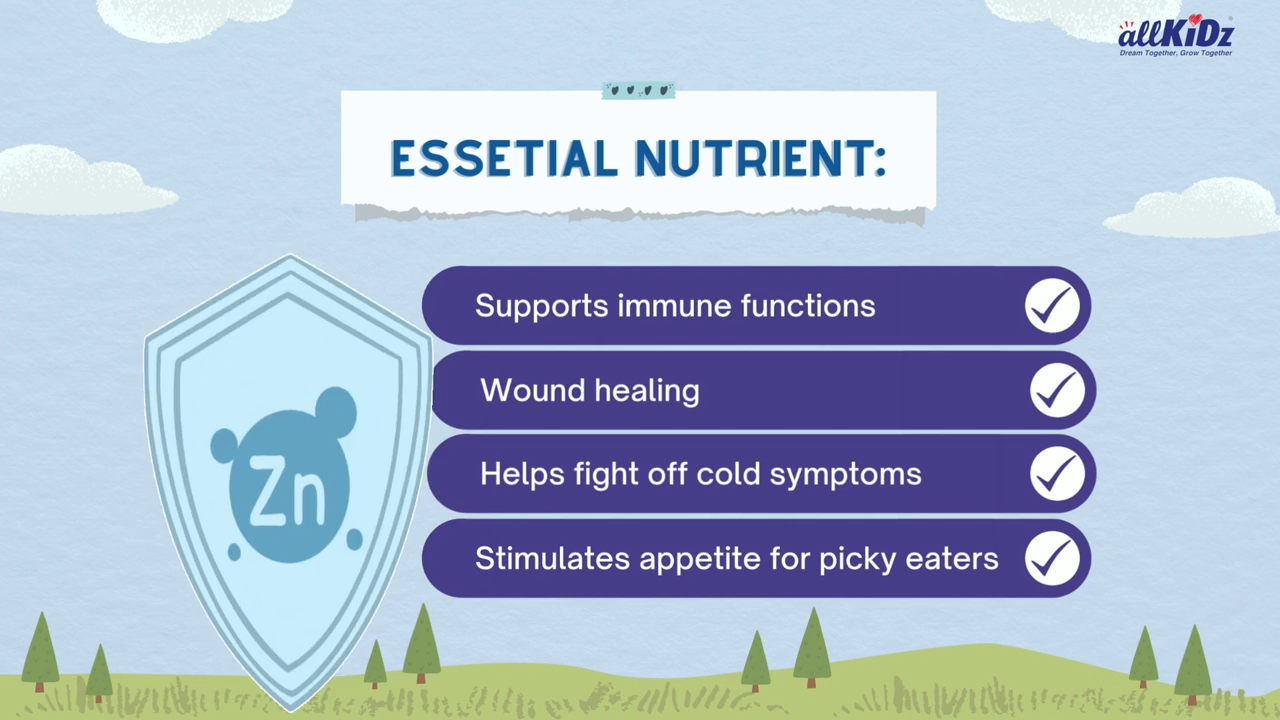 allKiDz
Dream Together, Grow Together
ESSETIAL NUTRIENT:
Supports immune functions
Wound healing
Helps fight off cold symptoms
Stimulates appetite for picky eaters
Zn